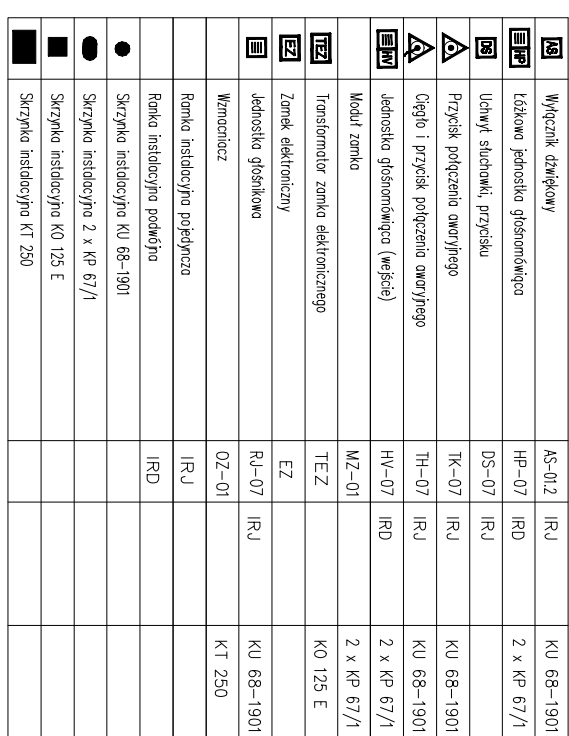 AS Wyłącznik dźwiękowy AS-01.2 IRJ KU 68-1901
HP Łóżkowa jednostka głośnomówiąca HP-07 IRD 2 x KP 67/1
DS Uchwyt słuchawki, przycisku DS-07 IRJ
Przycisk połączenia awaryjnego TK-07 IRJ KU 68-1901
Cięgło i przycisk połączenia awaryjnego TH-07 IRJ KU 68-1901
HV Jednostka głośnomówiąca (wejście) HV-07 IRD 2 x KP 67/1
Moduł zamka MZ-01 2 x KP 67/1
TEZ Transformator zamka elektronicznego TEZ KO 125 E
EZ Zamek elektroniczny EZ
Jednostka głośnikowa RJ-07 IRJ KU 68-1901
Wzmacniacz OZ-01 KT 250
Ramka instalacyjna pojedyncza IRJ
Ranka instalacyjna podwójna IRD
Skrzynka instalacyjna KU 68-1901
Skrzynka instalacyjna 2 x KP 67/1
Skrzynka instalacyjna KO 125 E
Skrzynka instalacyjna KT 250